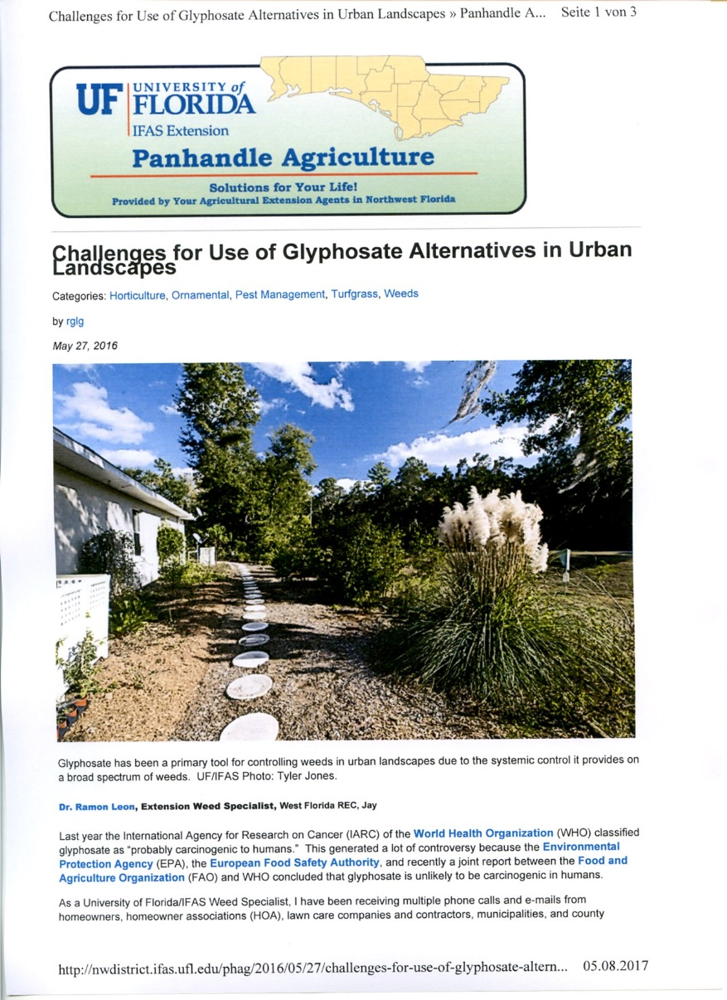 Challenges for Use of Glyphosate Alternatives in Urban Landscapes » Panhandle A... Seite 1 von 3
UF UNIVERSITY of
FLORIDA
IFAS Extension
Panhandle Agriculture
Solutions for Your Life!
Provided by Your Agricultural Extension Agents in Northwest Florida
Challenges for Use of Glyphosate Alternatives in Urban
Landscapes
Categories: Horticulture, Ornamental, Pest Management, Turfgrass, Weeds
by rglg
May 27, 2016
Glyphosate has been a primary tool for controlling weeds in urban landscapes due to the systemic control it provides on
a broad spectrum of weeds. UF/IFAS Photo: Tyler Jones.
Dr. Ramon Leon, Extension Weed Specialist, West Florida REC, Jay
Last year the International Agency for Research on Cancer (IARC) of the World Health Organization (WHO) classified
glyphosate as “probably carcinogenic to humans.” This generated a lot of controversy because the Environmental
Protection Agency (EPA), the European Food Safety Authority, and recently a joint report between the Food and
Agriculture Organization (FAO) and WHO concluded that glyphosate is unlikely to be carcinogenic in humans.
As a University of Florida/IFAS Weed Specialist, I have been receiving multiple phone calls and e-mails from
homeowners, homeowner associations (HOA), lawn care companies and contractors, municipalities, and county
http://nwdistrict.ifas.ufl.edu/phag/2016/05/27/challenges-for-use-of-glyphosate-altern... 05.08.2017